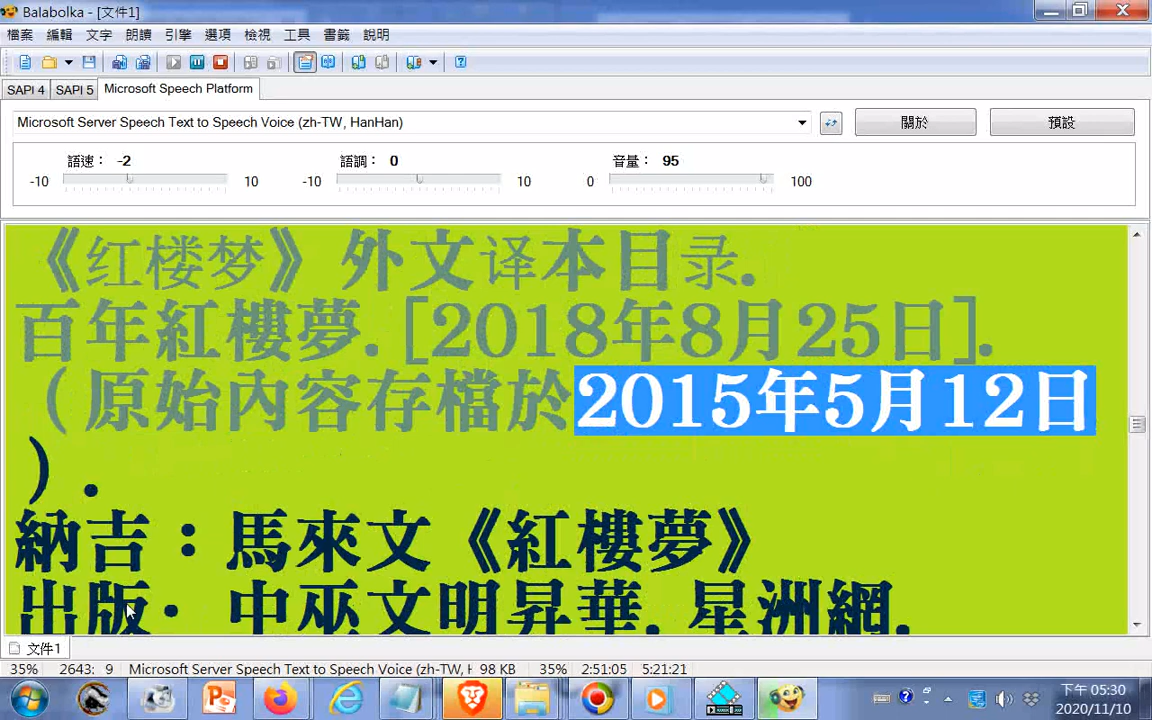 Balabolka - [文件1]
檔案 編輯 文字 朗讀 引擎 選項 檢視 工具 書籤 說明
SAPI 4 SAPI 5 Microsoft Speech Platform
Microsoft Server Speech Text to Speech Voice (zh-TW, HanHan) 關於 預設
語速： -2 語調： 0 音量： 95
-10 10 -10 10 0 100
《红楼梦》外文译本目录.
百年紅樓夢. [2018年8月25日].
（原始內容存檔於2015年5月12日
）.
納吉：馬來文《紅樓夢》
出版· 中巫文明昇華. 星洲網.
文件1
35% 2643: 9 Microsoft Server Speech Text to Speech Voice (zh-TW, H 98 KB 35% 2:51:05 5:21:21
下午 05:30
2020/11/10